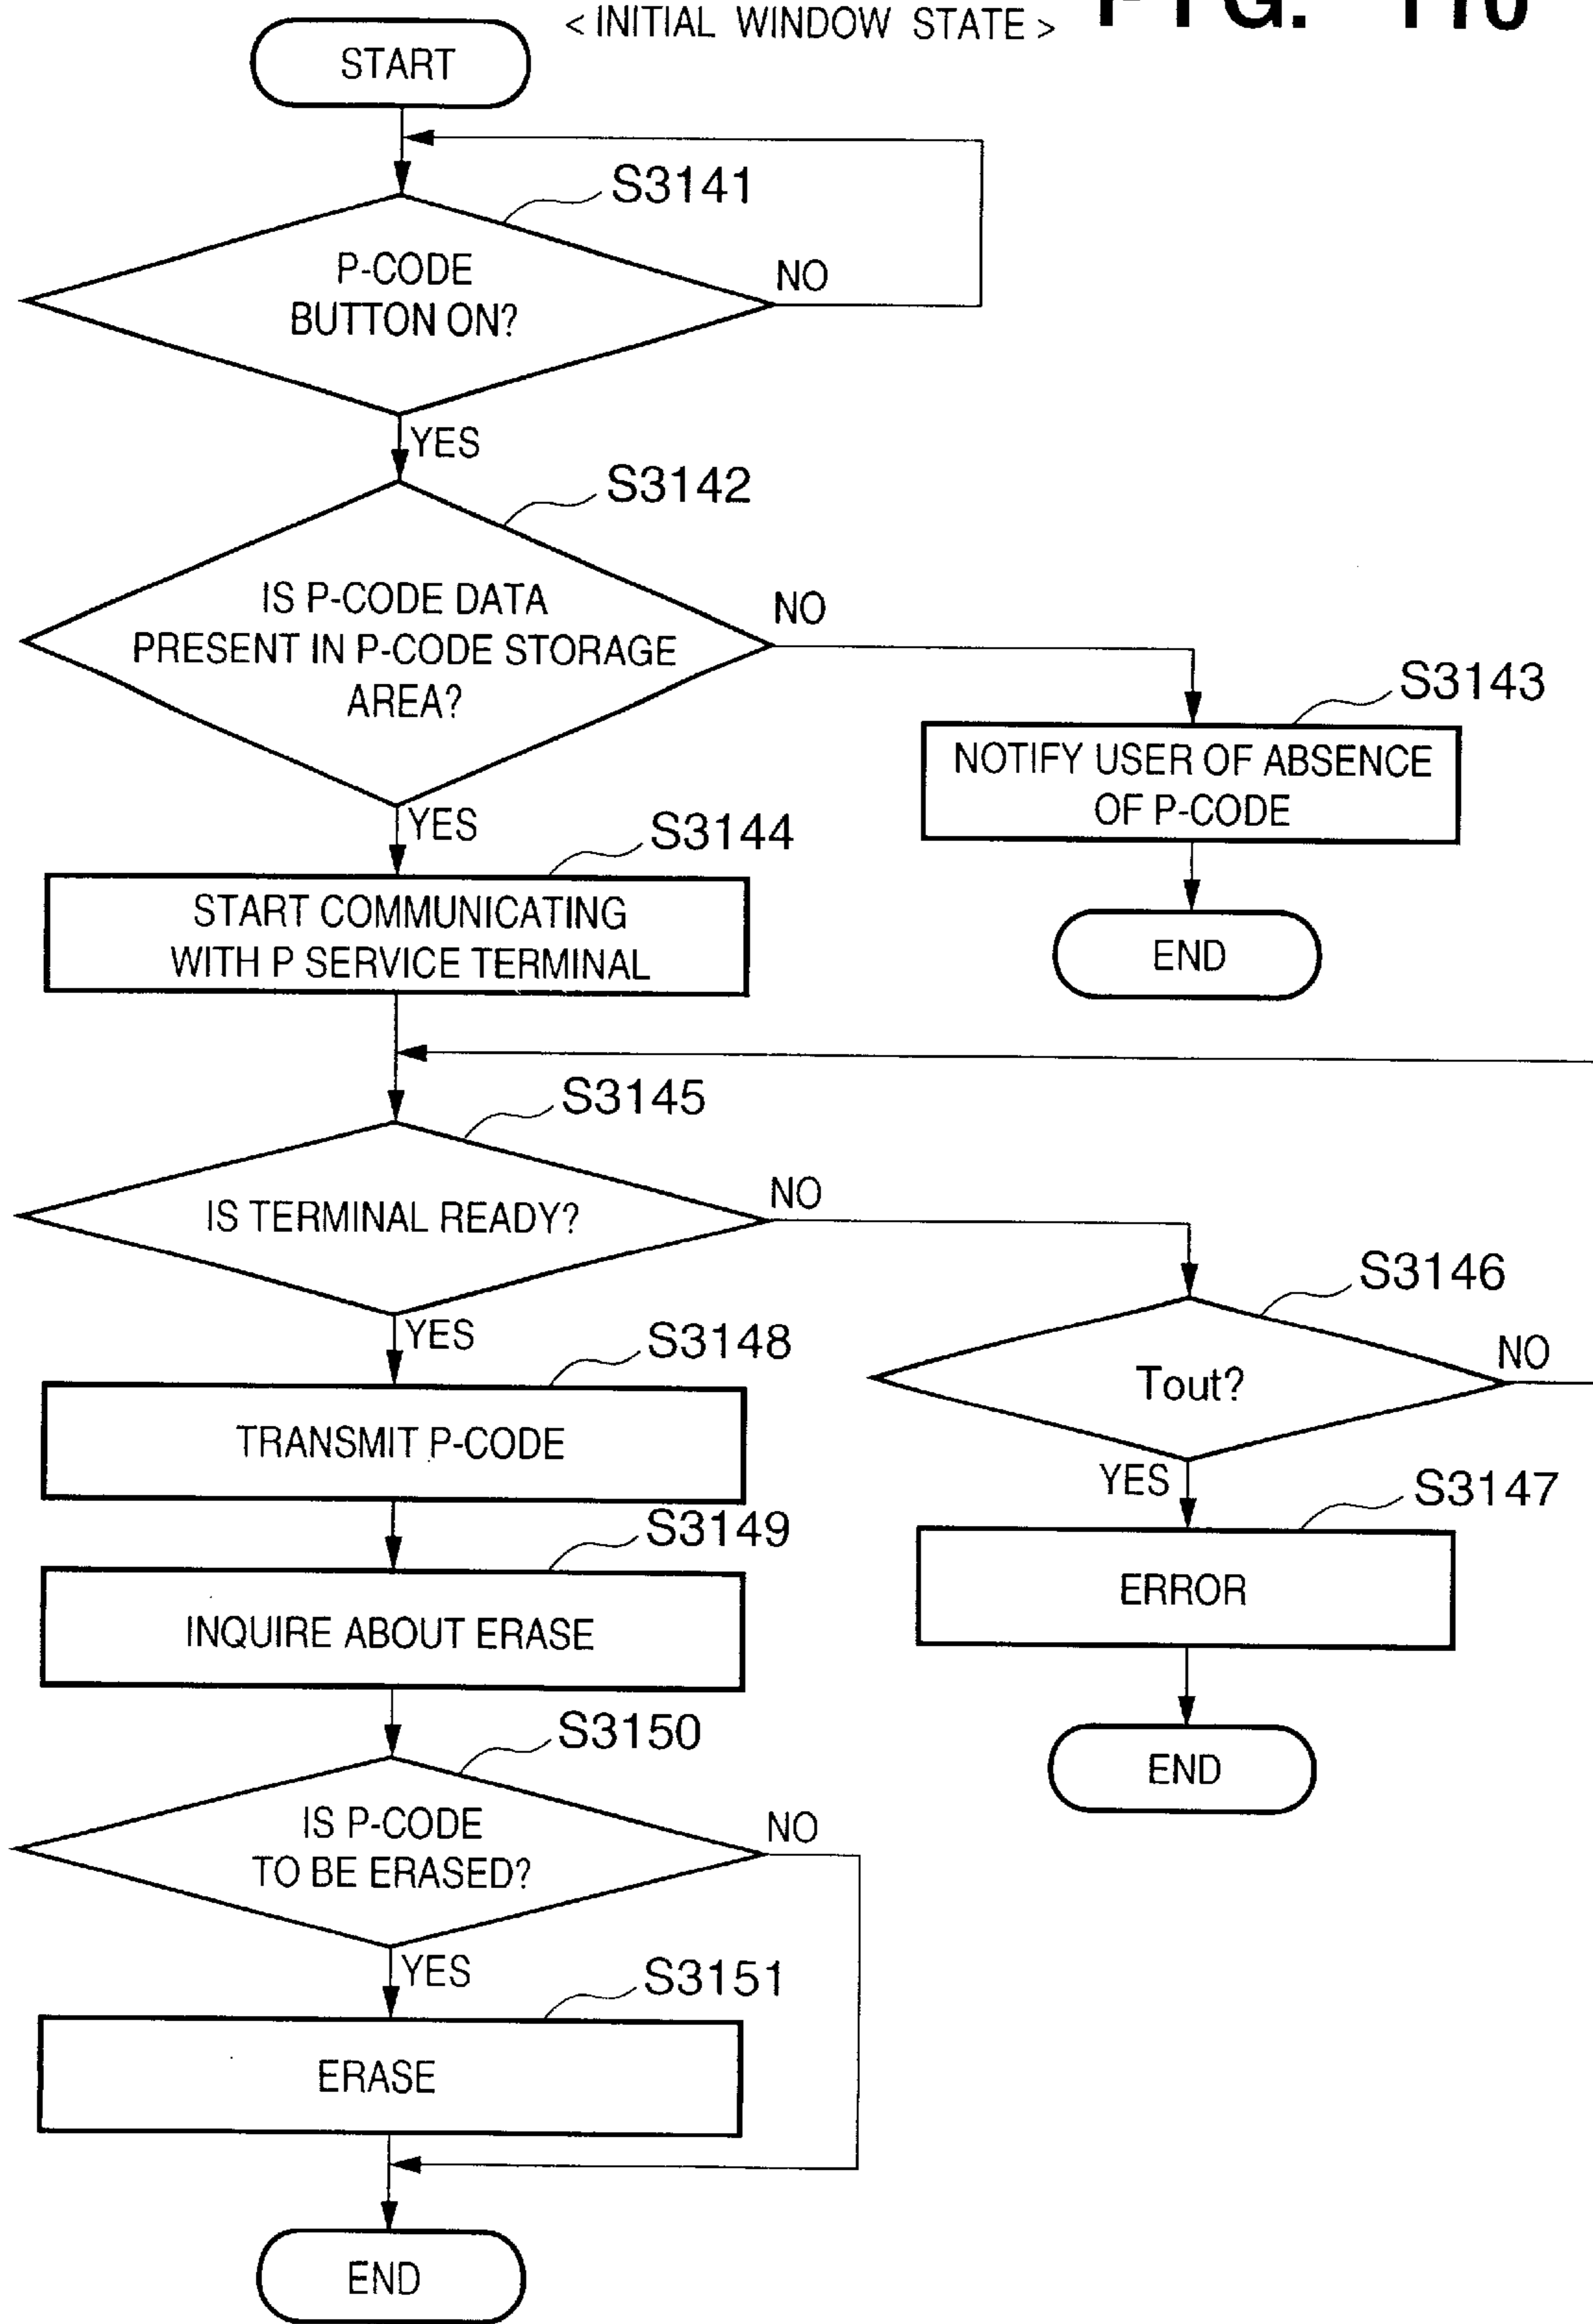 < INITIAL WINDOW STATE >
START
S3141
P-CODE
BUTTON ON?
NO
YES
S3142
IS P-CODE DATA
PRESENT IN P-CODE STORAGE
AREA?
NO
S3143
NOTIFY USER OF ABSENCE
OF P-CODE
END
YES
S3144
START COMMUNICATING
WITH P SERVICE TERMINAL
S3145
IS TERMINAL READY?
NO
S3146
Tout?
NO
YES
S3147
ERROR
END
YES
S3148
TRANSMIT P-CODE
S3149
INQUIRE ABOUT ERASE
S3150
IS P-CODE
TO BE ERASED?
NO
YES
S3151
ERASE
END